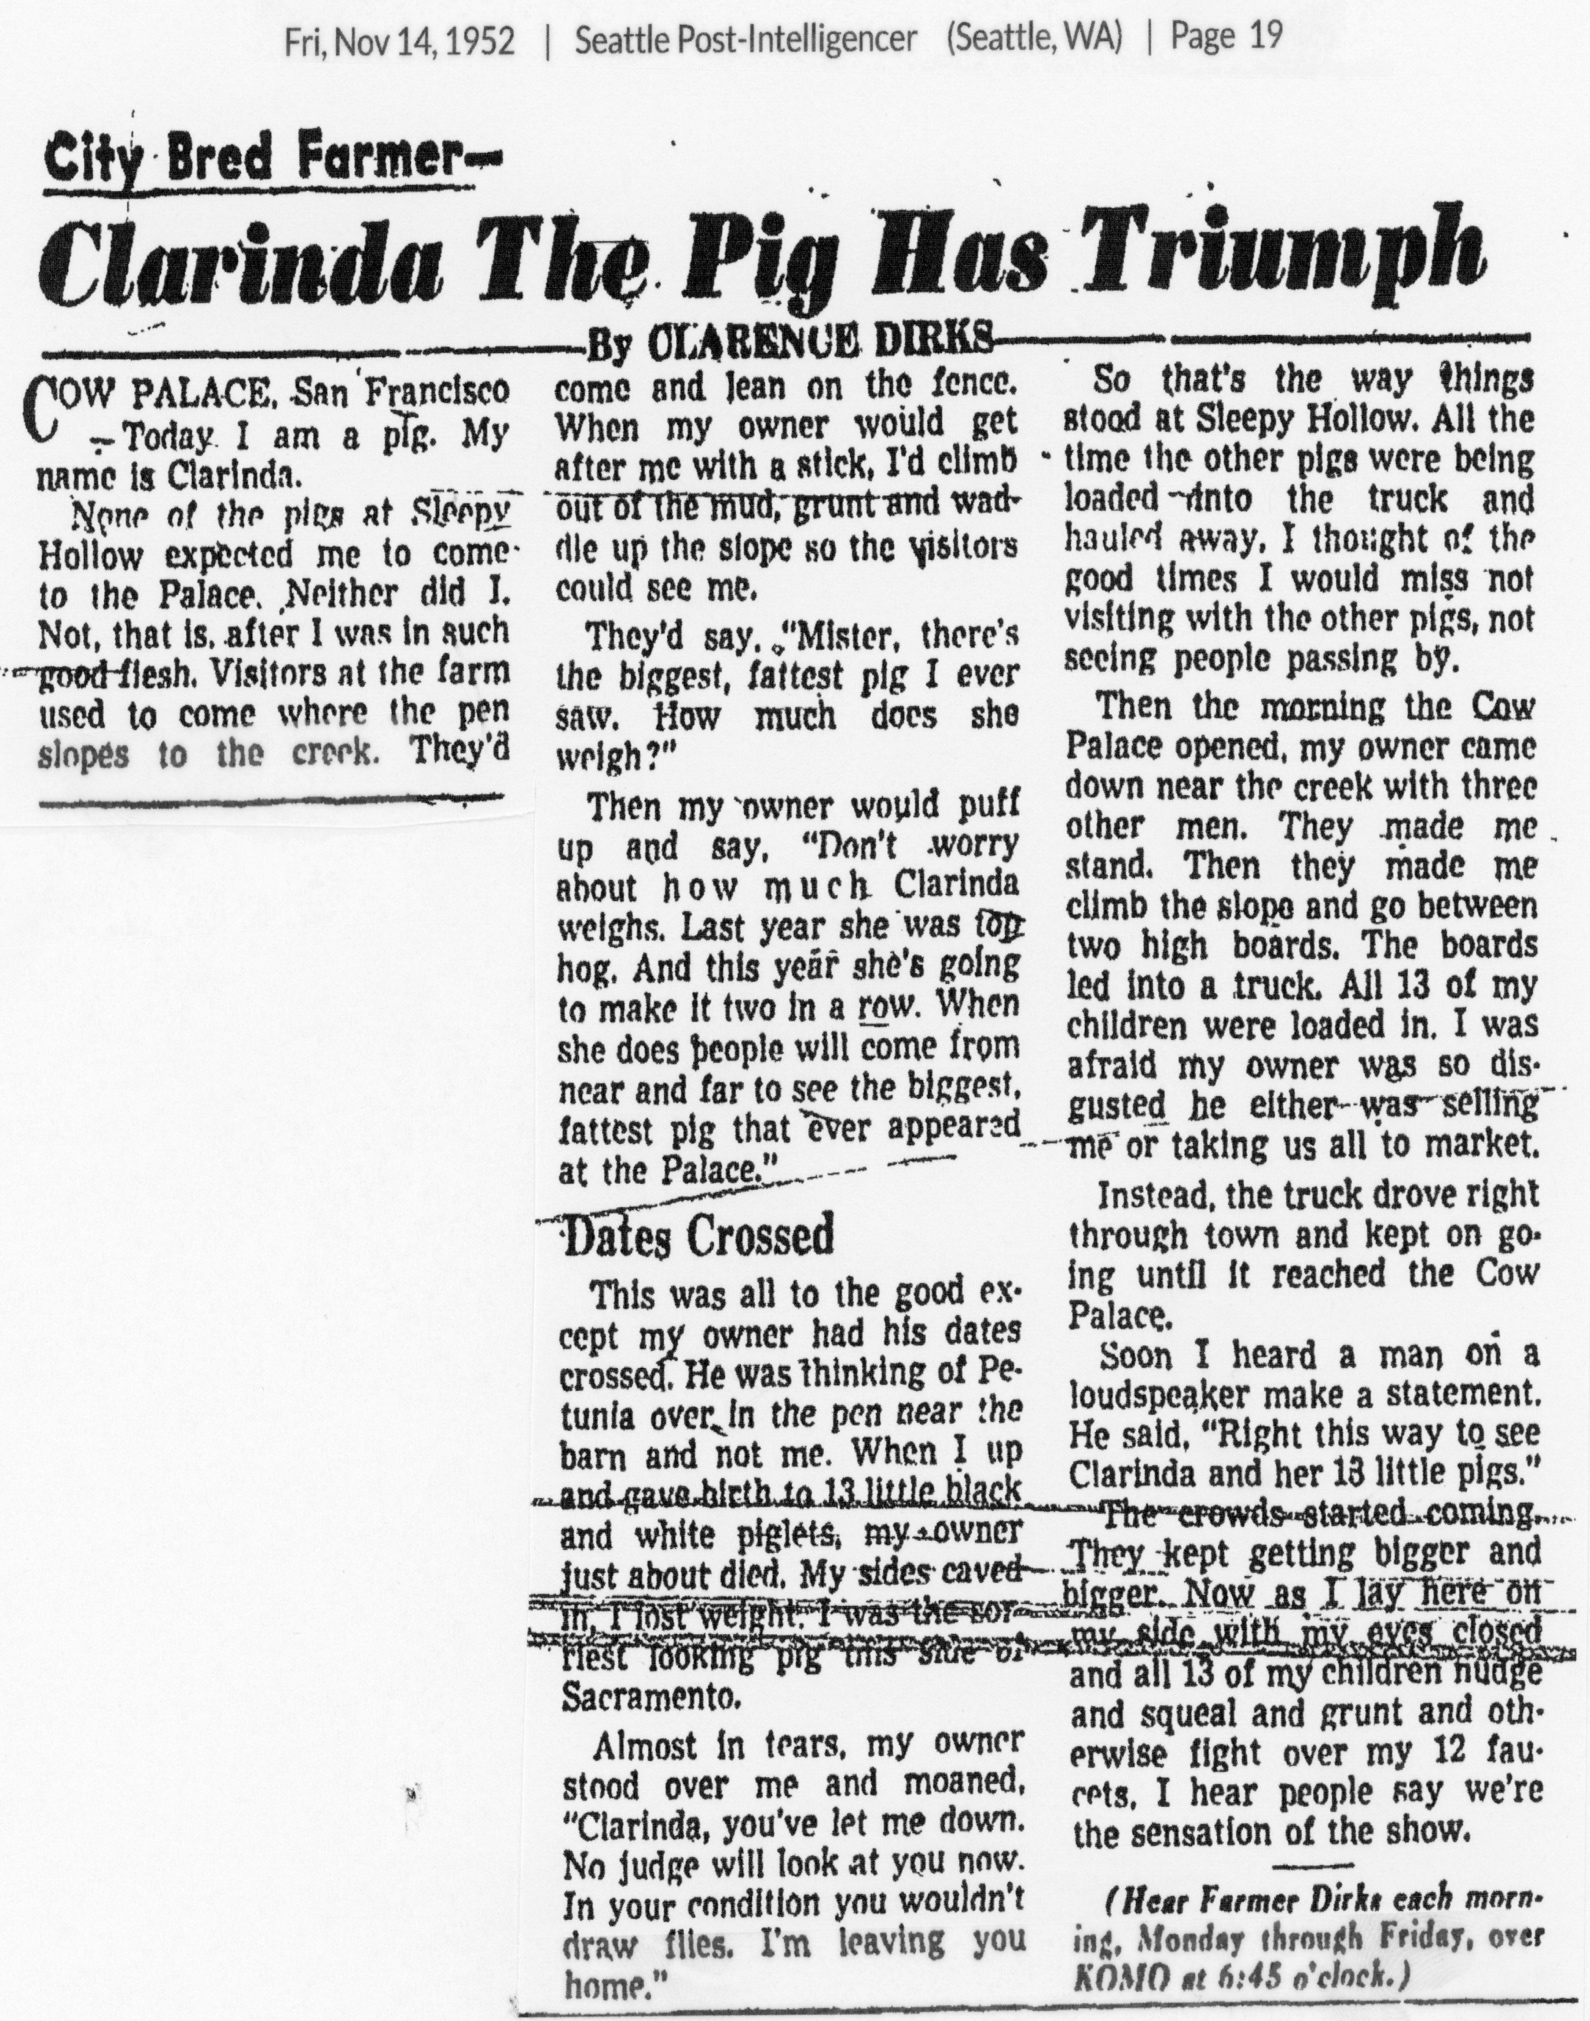 Fri, Nov 14, 1952 | Seattle Post-Intelligencer (Seattle, WA) | Page 19
City Bred Farmer—
Clarinda The Pig Has Triumph
By CLARENCE DIRKS
COW PALACE, San Francisco
— Today I am a pig. My
name is Clarinda.
None of the pigs at Sleepy
Hollow expected me to come
to the Palace. Neither did I.
Not, that is, after I was in such
good flesh. Visitors at the farm
used to come where the pen
slopes to the creek. They'd
come and lean on the fence.
When my owner would get
after me with a stick, I'd climb
out of the mud, grunt and wad-
dle up the slope so the visitors
could see me.
They'd say, "Mister, there's
the biggest, fattest pig I ever
saw. How much does she
weigh?"
Then my owner would puff
up and say, "Don't worry
about how much Clarinda
weighs. Last year she was top
hog. And this year she's going
to make it two in a row. When
she does people will come from
near and far to see the biggest,
fattest pig that ever appeared
at the Palace."
Dates Crossed
This was all to the good ex-
cept my owner had his dates
crossed. He was thinking of Pe-
tunia over in the pen near the
barn and not me. When I up
and gave birth to 13 little black
and white piglets, my owner
just about died. My sides caved
in, I lost weight. I was the sor-
riest looking pig this side of
Sacramento.
Almost in tears, my owner
stood over me and moaned,
"Clarinda, you've let me down.
No judge will look at you now.
In your condition you wouldn't
draw flies. I'm leaving you
home."
So that's the way things
stood at Sleepy Hollow. All the
time the other pigs were being
loaded into the truck and
hauled away, I thought of the
good times I would miss not
visiting with the other pigs, not
seeing people passing by.
Then the morning the Cow
Palace opened, my owner came
down near the creek with three
other men. They made me
stand. Then they made me
climb the slope and go between
two high boards. The boards
led into a truck. All 13 of my
children were loaded in. I was
afraid my owner was so dis-
gusted he either was selling
me or taking us all to market.
Instead, the truck drove right
through town and kept on go-
ing until it reached the Cow
Palace.
Soon I heard a man on a
loudspeaker make a statement.
He said, "Right this way to see
Clarinda and her 13 little pigs."
The crowds started coming.
They kept getting bigger and
bigger. Now as I lay here on
my side with my eyes closed
and all 13 of my children nudge
and squeal and grunt and oth-
erwise fight over my 12 fau-
cets, I hear people say we're
the sensation of the show.
(Hear Farmer Dirks each morn-
ing, Monday through Friday, over
KOMO at 6:45 o'clock.)